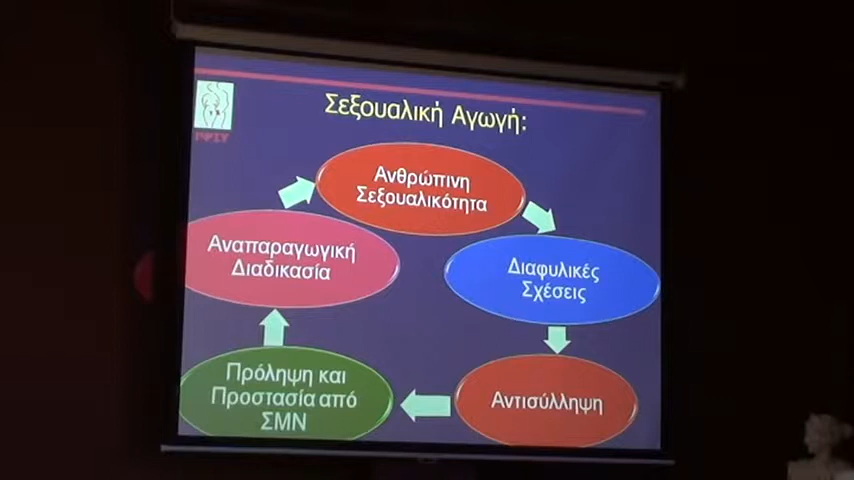 Σεξουαλική Αγωγή:
Ανθρώπινη
Σεξουαλικότητα
Διαφυλικές
Σχέσεις
Αντισύλληψη
Πρόληψη και
Προστασία από
ΣΜΝ
Αναπαραγωγική
Διαδικασία